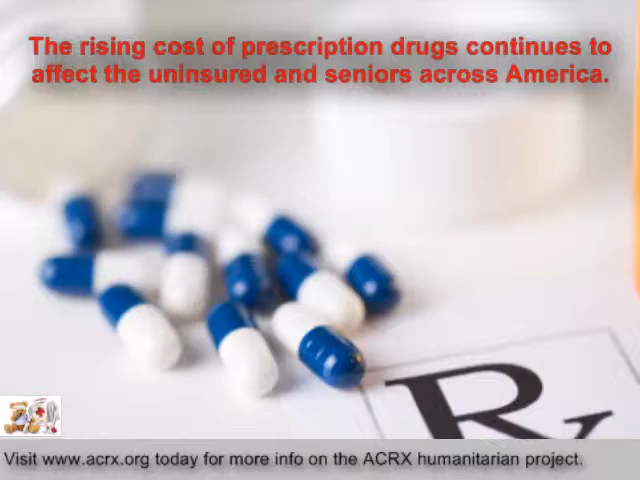 The rising cost of prescription drugs continues to
affect the uninsured and seniors across America.
Rx
Visit www.acrx.org today for more info on the ACRX humanitarian project.